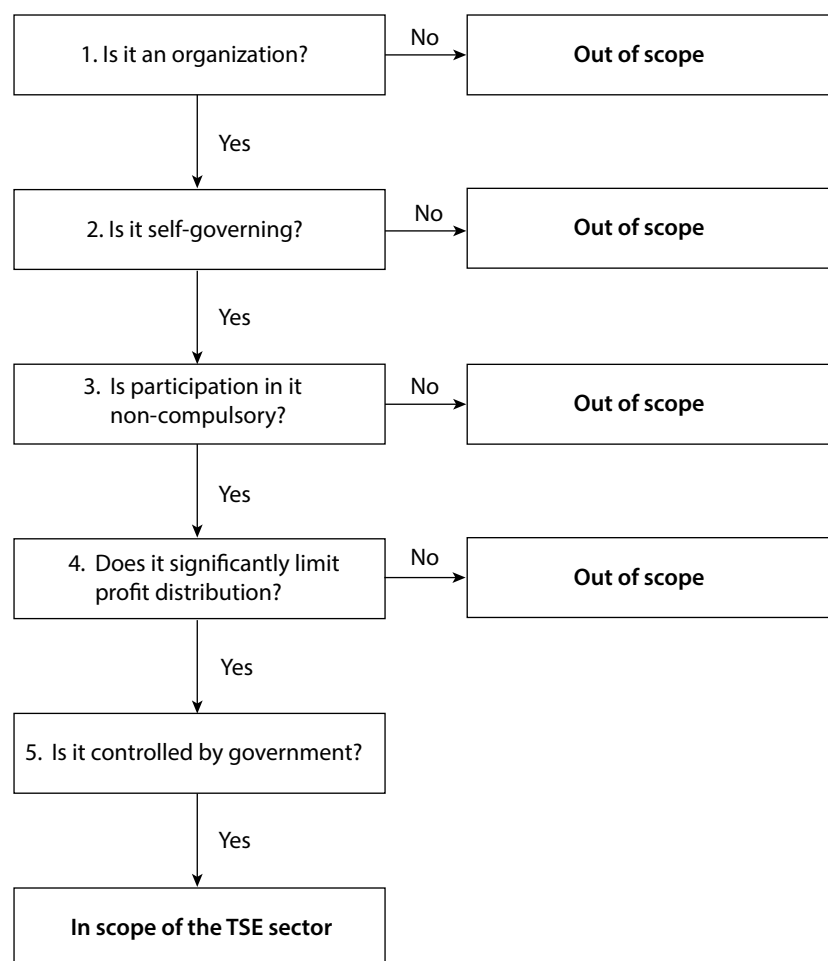 1. Is it an organization?
No
Out of scope
Yes
2. Is it self-governing?
No
Out of scope
Yes
3. Is participation in it
non-compulsory?
No
Out of scope
Yes
4. Does it significantly limit
profit distribution?
No
Out of scope
Yes
5. Is it controlled by government?
Yes
In scope of the TSE sector